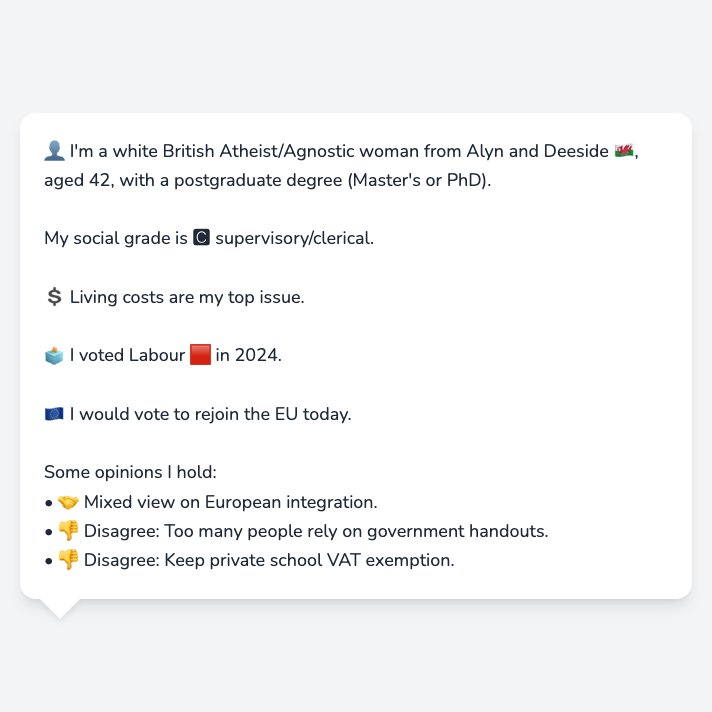 👤 I'm a white British Atheist/Agnostic woman from Alyn and Deeside 🏴󠁧󠁢󠁷󠁬󠁳󠁿,
aged 42, with a postgraduate degree (Master's or PhD).
My social grade is 🅲 supervisory/clerical.
💲 Living costs are my top issue.
🗳️ I voted Labour 🟥 in 2024.
🇪🇺 I would vote to rejoin the EU today.
Some opinions I hold:
• 🤝 Mixed view on European integration.
• 👎 Disagree: Too many people rely on government handouts.
• 👎 Disagree: Keep private school VAT exemption.